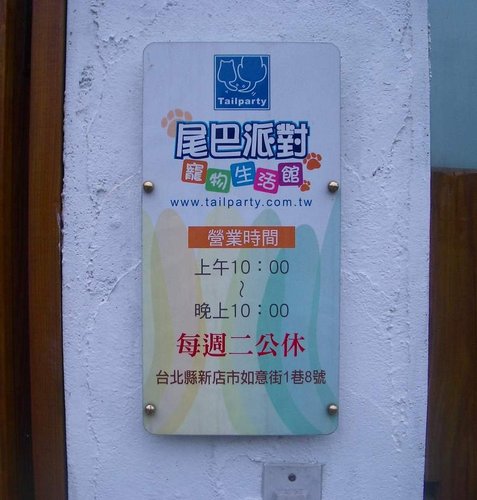 Tailparty
尾巴派對
寵物生活館
www.tailparty.com.tw
營業時間
上午10：00
～
晚上10：00
每週二公休
台北縣新店市如意街1巷8號